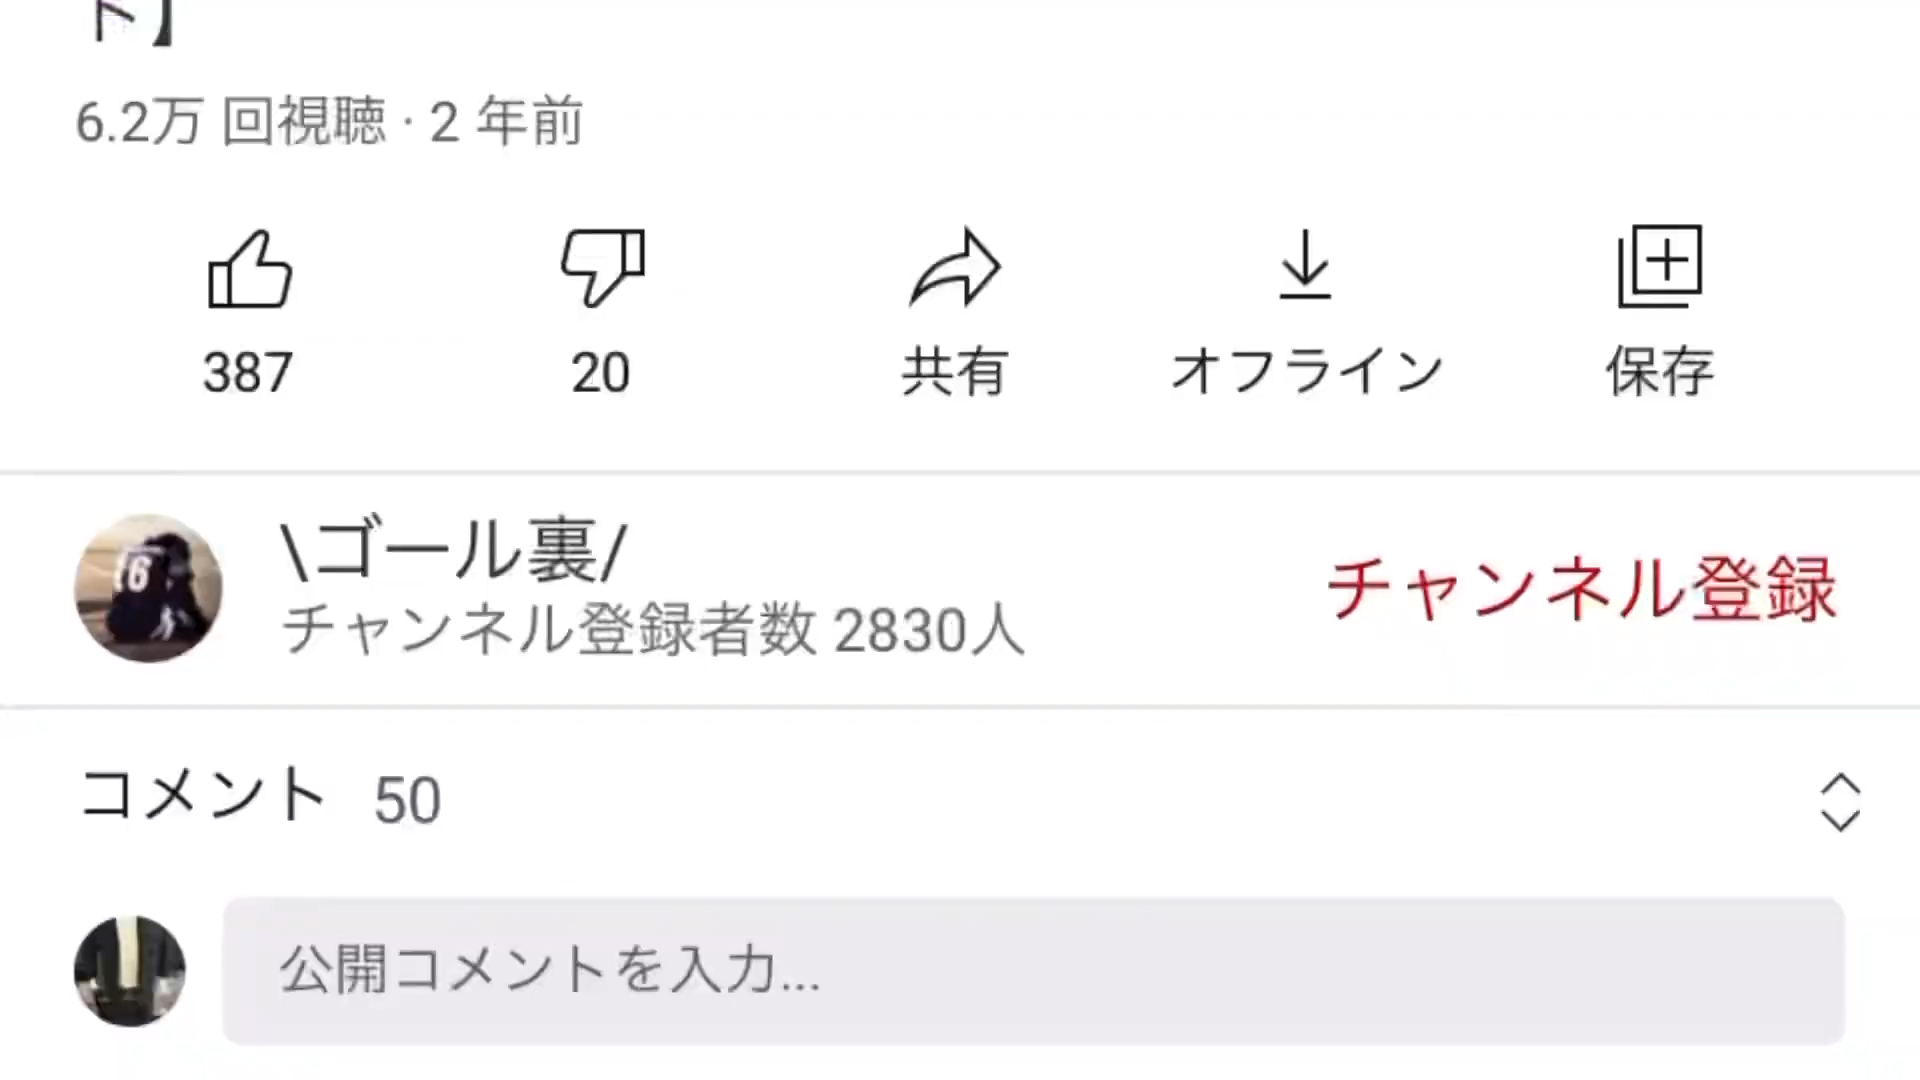 ト】
6.2万 回視聴 · 2 年前
387
20
共有
オフライン
保存
\ゴール裏/
チャンネル登録者数 2830人
チャンネル登録
コメント 50
公開コメントを入力...